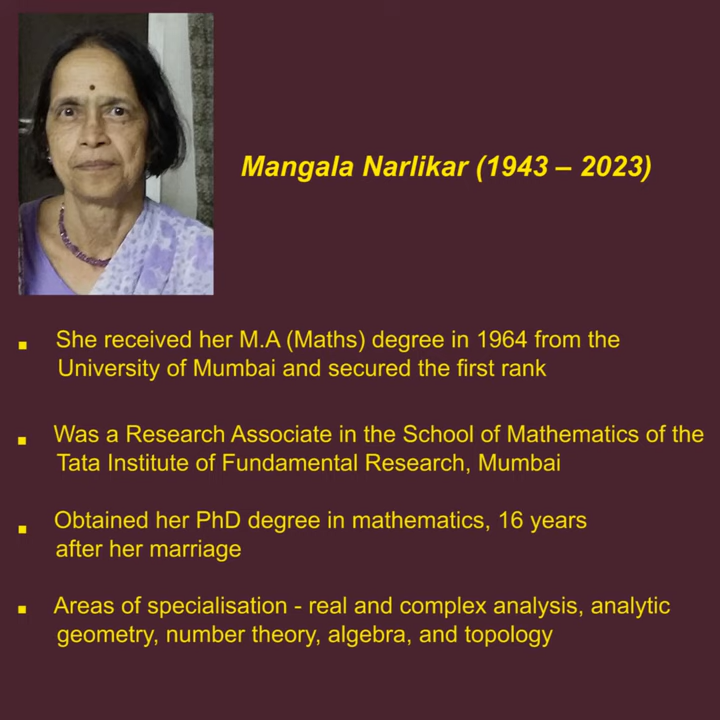 Mangala Narlikar (1943 – 2023)
▪ She received her M.A (Maths) degree in 1964 from the
University of Mumbai and secured the first rank
▪ Was a Research Associate in the School of Mathematics of the
Tata Institute of Fundamental Research, Mumbai
▪ Obtained her PhD degree in mathematics, 16 years
after her marriage
▪ Areas of specialisation - real and complex analysis, analytic
geometry, number theory, algebra, and topology